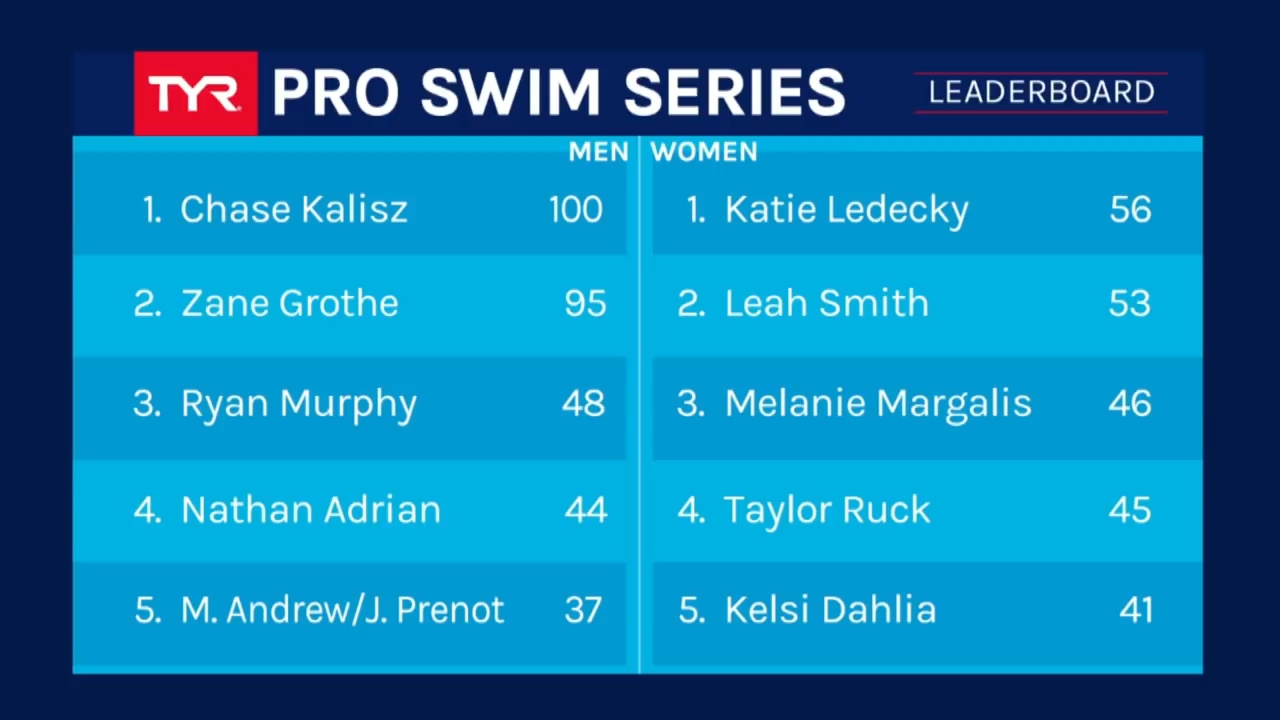 TYR PRO SWIM SERIES LEADERBOARD
MEN
1. Chase Kalisz 100
2. Zane Grothe 95
3. Ryan Murphy 48
4. Nathan Adrian 44
5. M. Andrew/J. Prenot 37
WOMEN
1. Katie Ledecky 56
2. Leah Smith 53
3. Melanie Margalis 46
4. Taylor Ruck 45
5. Kelsi Dahlia 41